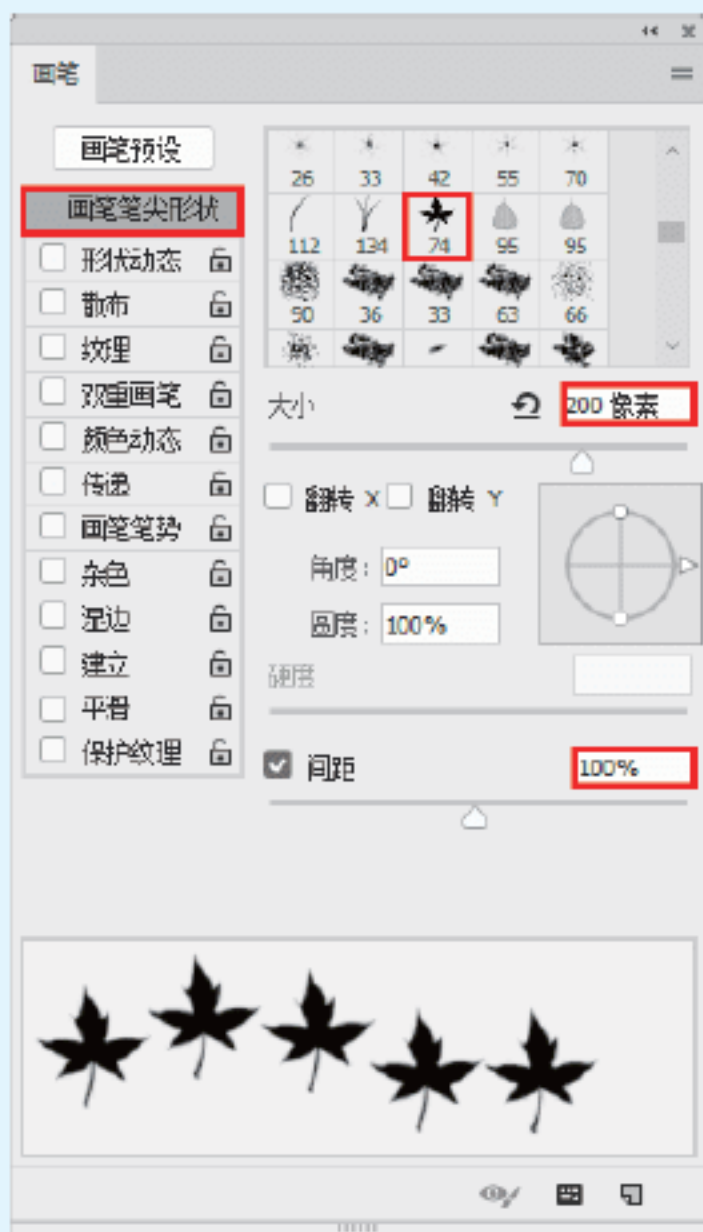 画笔
画笔预设
画笔笔尖形状
形状动态
散布
纹理
双重画笔
颜色动态
传递
画笔笔势
杂色
湿边
建立
平滑
保护纹理
26 33 42 55 70
112 134 74 95 95
50 36 33 63 66
大小 200 像素
翻转 X 翻转 Y
角度: 0°
圆度: 100%
硬度
间距 100%